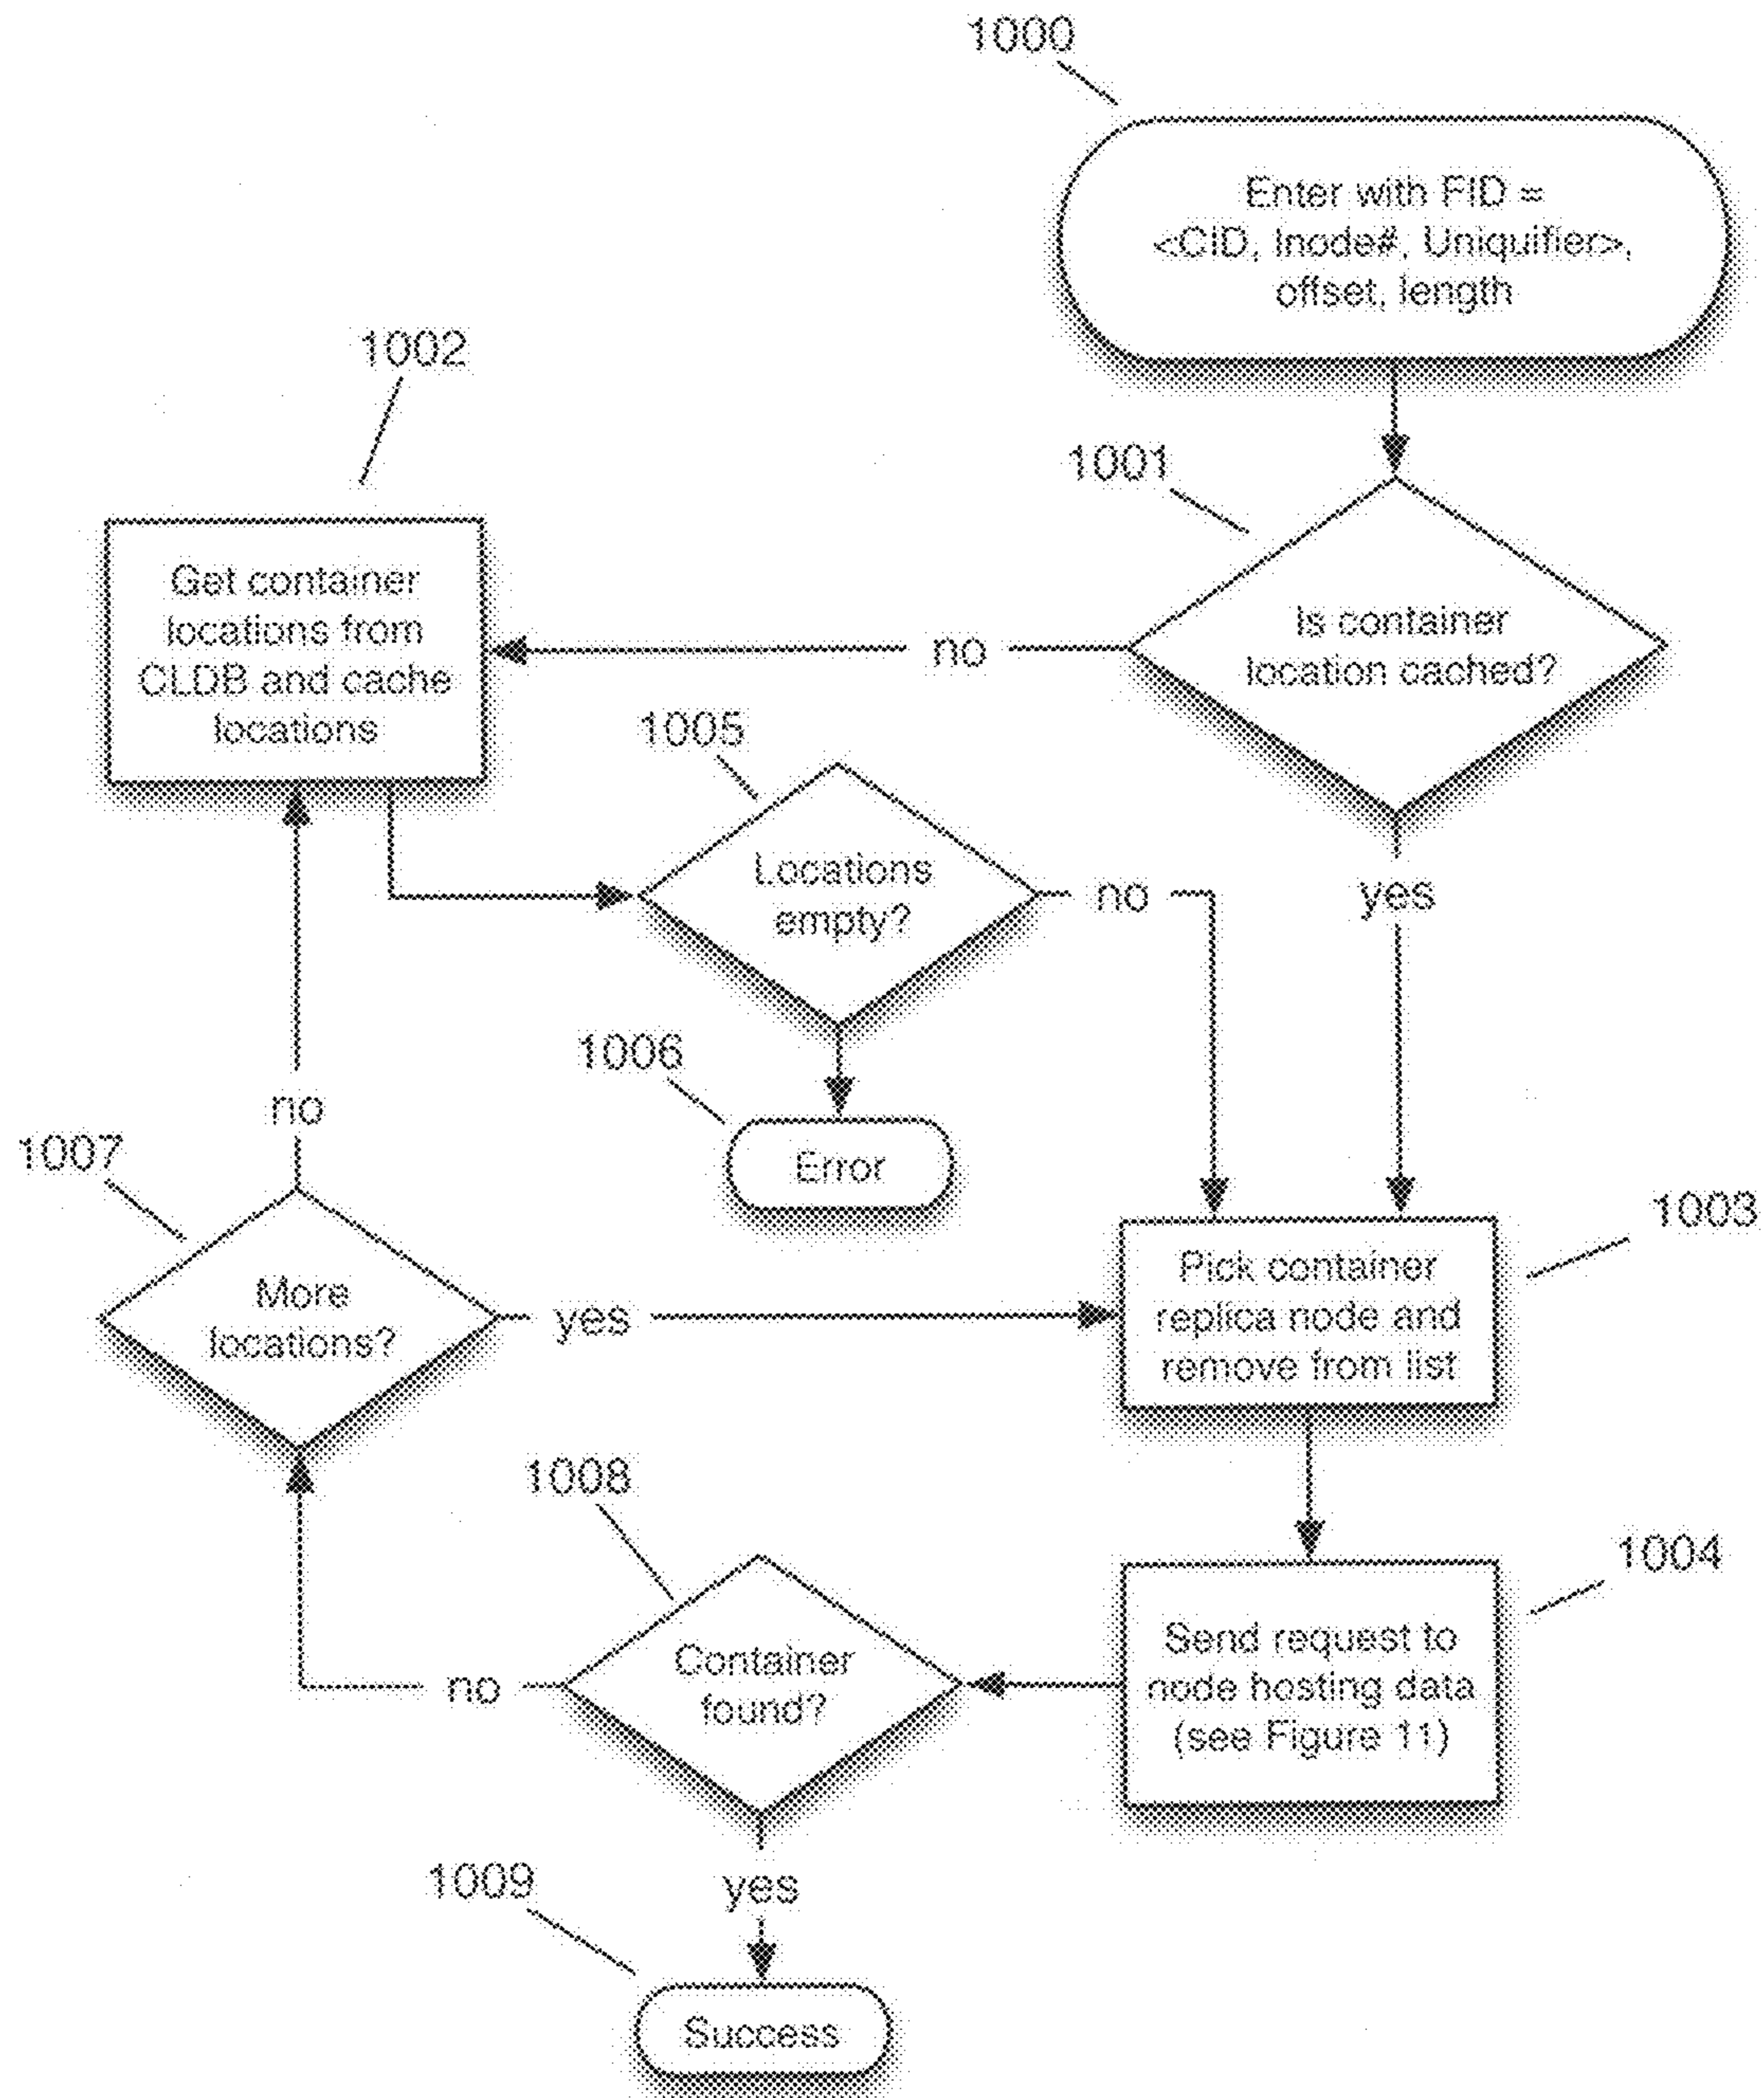 1000
Enter with FID =
<CID, Inode#, Uniquifier>,
offset, length
1002
1001
Get container
locations from
CLDB and cache
locations
no
Is container
location cached?
1005
Locations
empty?
no
yes
1006
Error
no
1007
More
locations?
yes
1003
Pick container
replica node and
remove from list
1008
1004
Container
found?
no
Send request to
node hosting data
(see Figure 11)
1009
yes
Success